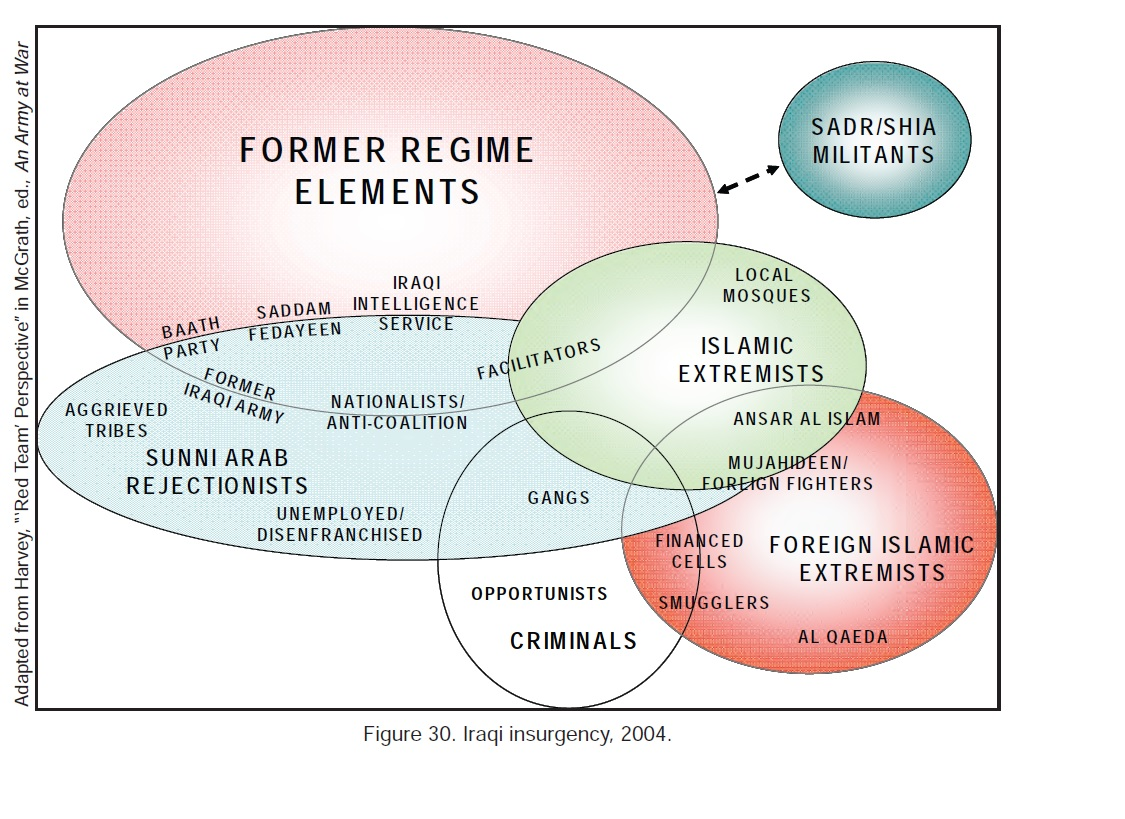 Adapted from Harvey, "'Red Team' Perspective" in McGrath, ed., An Army at War
FORMER REGIME
ELEMENTS
SADR/SHIA
MILITANTS
LOCAL
MOSQUES
IRAQI
INTELLIGENCE
SERVICE
SADDAM
FEDAYEEN
BAATH
PARTY
FACILITATORS
ISLAMIC
EXTREMISTS
FORMER
IRAQI ARMY
NATIONALISTS/
ANTI-COALITION
AGGRIEVED
TRIBES
ANSAR AL ISLAM
SUNNI ARAB
REJECTIONISTS
MUJAHIDEEN/
FOREIGN FIGHTERS
GANGS
UNEMPLOYED/
DISENFRANCHISED
FINANCED
CELLS
FOREIGN ISLAMIC
EXTREMISTS
OPPORTUNISTS
SMUGGLERS
CRIMINALS
AL QAEDA
Figure 30. Iraqi insurgency, 2004.